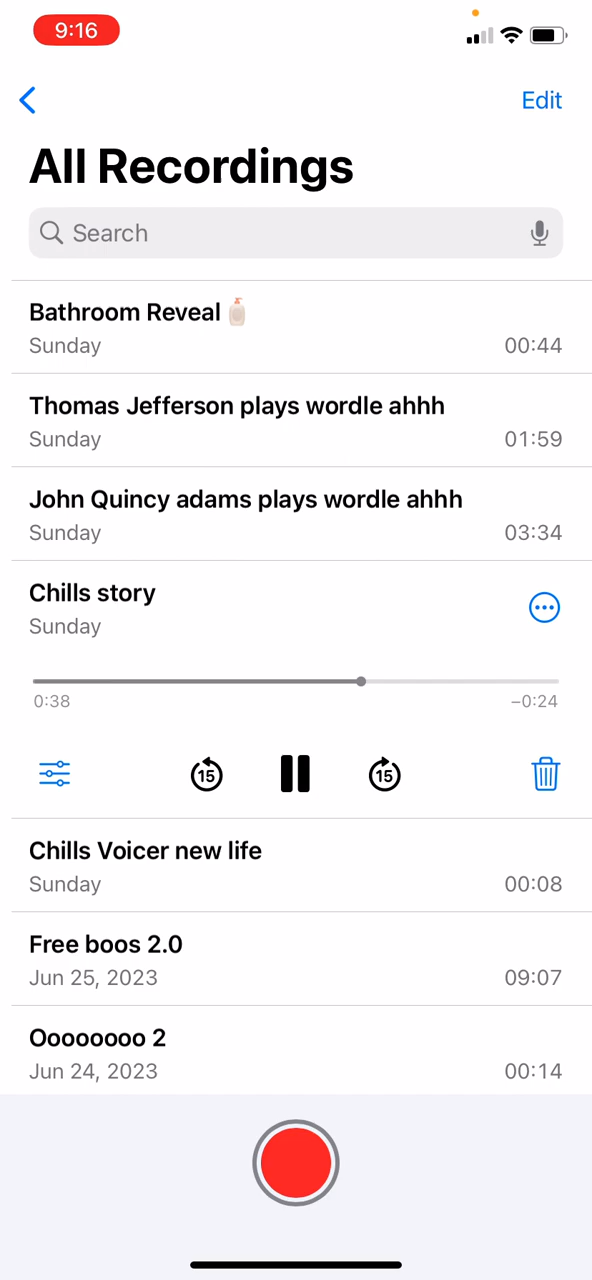 9:16
Edit
All Recordings
Search
Bathroom Reveal 🧴
Sunday 00:44
Thomas Jefferson plays wordle ahhh
Sunday 01:59
John Quincy adams plays wordle ahhh
Sunday 03:34
Chills story
Sunday
0:38 −0:24
15 15
Chills Voicer new life
Sunday 00:08
Free boos 2.0
Jun 25, 2023 09:07
Oooooooo 2
Jun 24, 2023 00:14